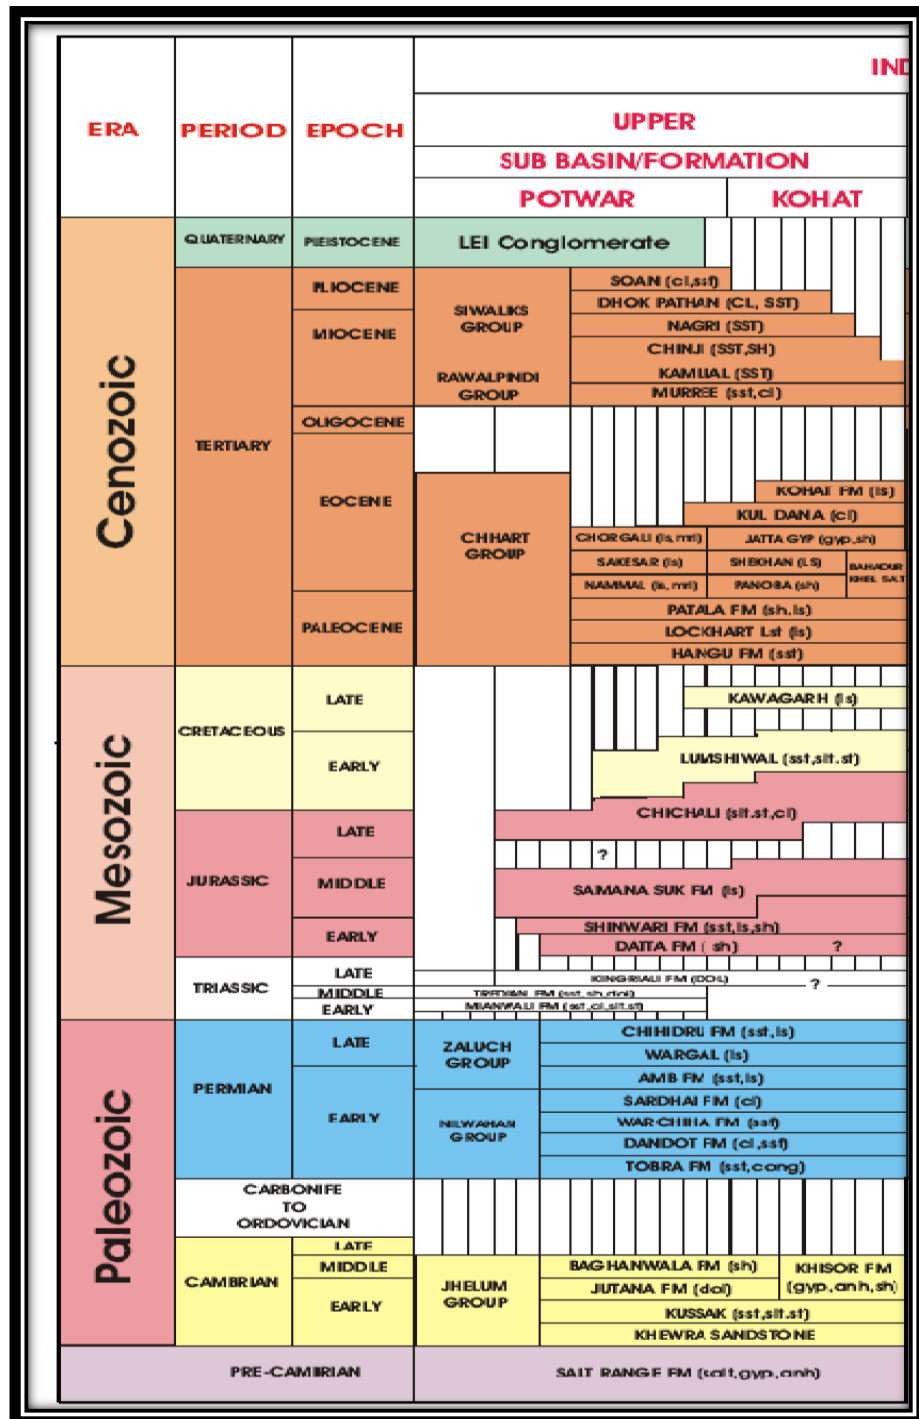 IND
ERA
PERIOD
EPOCH
UPPER
SUB BASIN/FORMATION
POTWAR
KOHAT
Cenozoic
QUATERNARY
PLEISTOCENE
LEI Conglomerate
TERTIARY
PLIOCENE
MIOCENE
SIWALIKS
GROUP
RAWALPINDI
GROUP
SOAN (cl,sst)
DHOK PATHAN (CL, SST)
NAGRI (SST)
CHINJI (SST,SH)
KAMLIAL (SST)
MURREE (sst,cl)
OLIGOCENE
EOCENE
CHHART
GROUP
KOHAT FM (ls)
KUL DANA (cl)
CHORGALI (ls,mrl)
JATTA GYP (gyp,sh)
SAKESAR (ls)
SHEKHAN (LS)
BAHADUR
KHEL SALT
NAMMAL (ls,mrl)
PANOBA (sh)
PALEOCENE
PATALA FM (sh,ls)
LOCKHART Lst (ls)
HANGU FM (sst)
Mesozoic
CRETACEOUS
LATE
KAWAGARH (ls)
EARLY
LUMSHIWAL (sst,slt.st)
CHICHALI (slt.st,cl)
JURASSIC
LATE
?
MIDDLE
SAMANA SUK FM (ls)
EARLY
SHINWARI FM (sst,ls,sh)
DATTA FM ( sh)
?
TRIASSIC
LATE
KINGRIALI FM (DOL)
?
MIDDLE
TREDIAN FM (sst,sh,dol)
EARLY
MIANWALI FM (sst,cl,slt.st)
Paleozoic
PERMIAN
LATE
ZALUCH
GROUP
CHIHIDRU FM (sst,ls)
WARGAL (ls)
AMB FM (sst,ls)
EARLY
NILWAHAN
GROUP
SARDHAI FM (cl)
WARCHHA FM (sst)
DANDOT FM (cl,sst)
TOBRA FM (sst,cong)
CARBONIFE
TO
ORDOVICIAN
CAMBRIAN
LATE
MIDDLE
EARLY
JHELUM
GROUP
BAGHANWALA FM (sh)
KHISOR FM
(gyp,anh,sh)
JUTANA FM (dol)
KUSSAK (sst,slt.st)
KHEWRA SANDSTONE
PRE-CAMBRIAN
SALT RANGE FM (salt,gyp,anh)